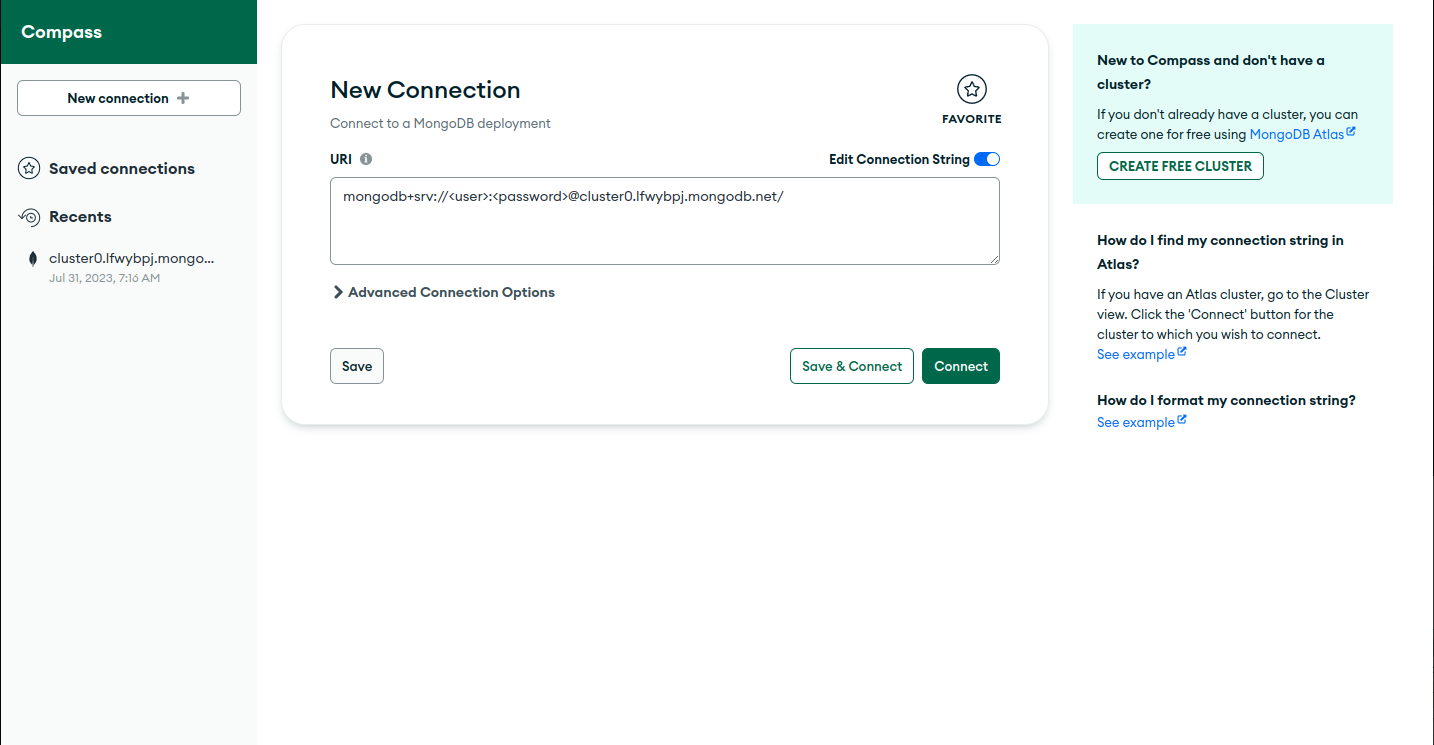 Compass
New connection
Saved connections
Recents
cluster0.lfwybpj.mongo...
Jul 31, 2023, 7:16 AM
New Connection
Connect to a MongoDB deployment
FAVORITE
URI
Edit Connection String
mongodb+srv://<user>:<password>@cluster0.lfwybpj.mongodb.net/
Advanced Connection Options
Save
Save & Connect
Connect
New to Compass and don't have a
cluster?
If you don't already have a cluster, you can
create one for free using MongoDB Atlas
CREATE FREE CLUSTER
How do I find my connection string in
Atlas?
If you have an Atlas cluster, go to the Cluster
view. Click the 'Connect' button for the
cluster to which you wish to connect.
See example
How do I format my connection string?
See example